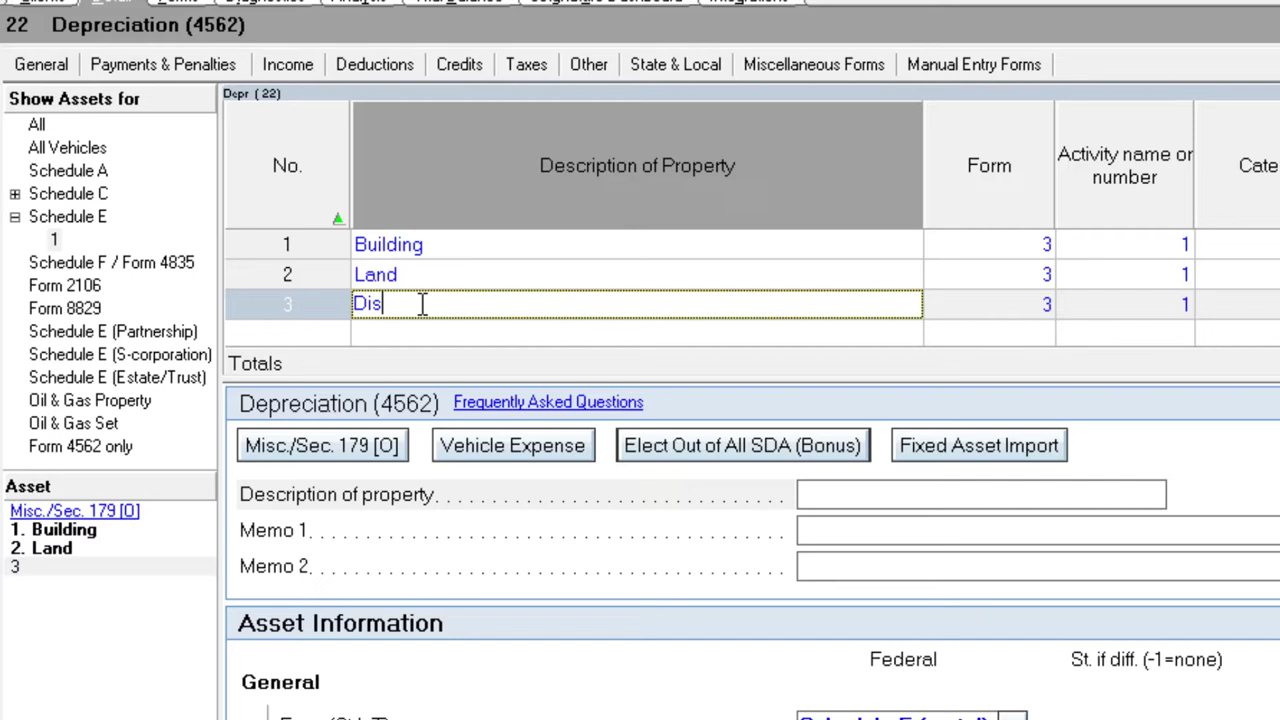 22 Depreciation (4562)
General Payments & Penalties Income Deductions Credits Taxes Other State & Local Miscellaneous Forms Manual Entry Forms
Show Assets for
All
All Vehicles
Schedule A
Schedule C
Schedule E
1
Schedule F / Form 4835
Form 2106
Form 8829
Schedule E (Partnership)
Schedule E (S-corporation)
Schedule E (Estate/Trust)
Oil & Gas Property
Oil & Gas Set
Form 4562 only
Asset
Misc./Sec. 179 [O]
1. Building
2. Land
3
Depr (22)
No. Description of Property Form Activity name or number
1 Building 3 1
2 Land 3 1
3 Dis 3 1
Totals
Depreciation (4562) Frequently Asked Questions
Misc./Sec. 179 [O] Vehicle Expense Elect Out of All SDA (Bonus) Fixed Asset Import
Description of property
Memo 1
Memo 2
Asset Information
Federal St. if diff. (-1=none)
General